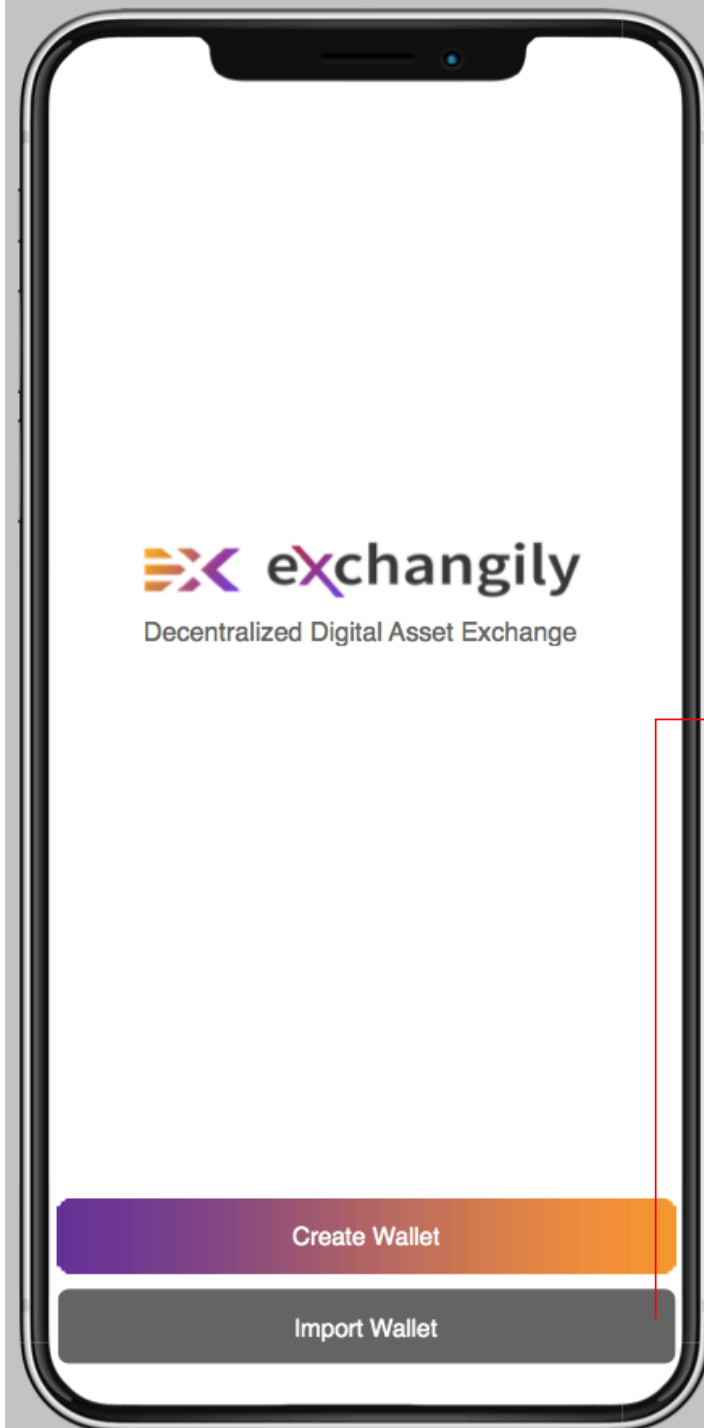 exchangily
Decentralized Digital Asset Exchange
Create Wallet
Import Wallet